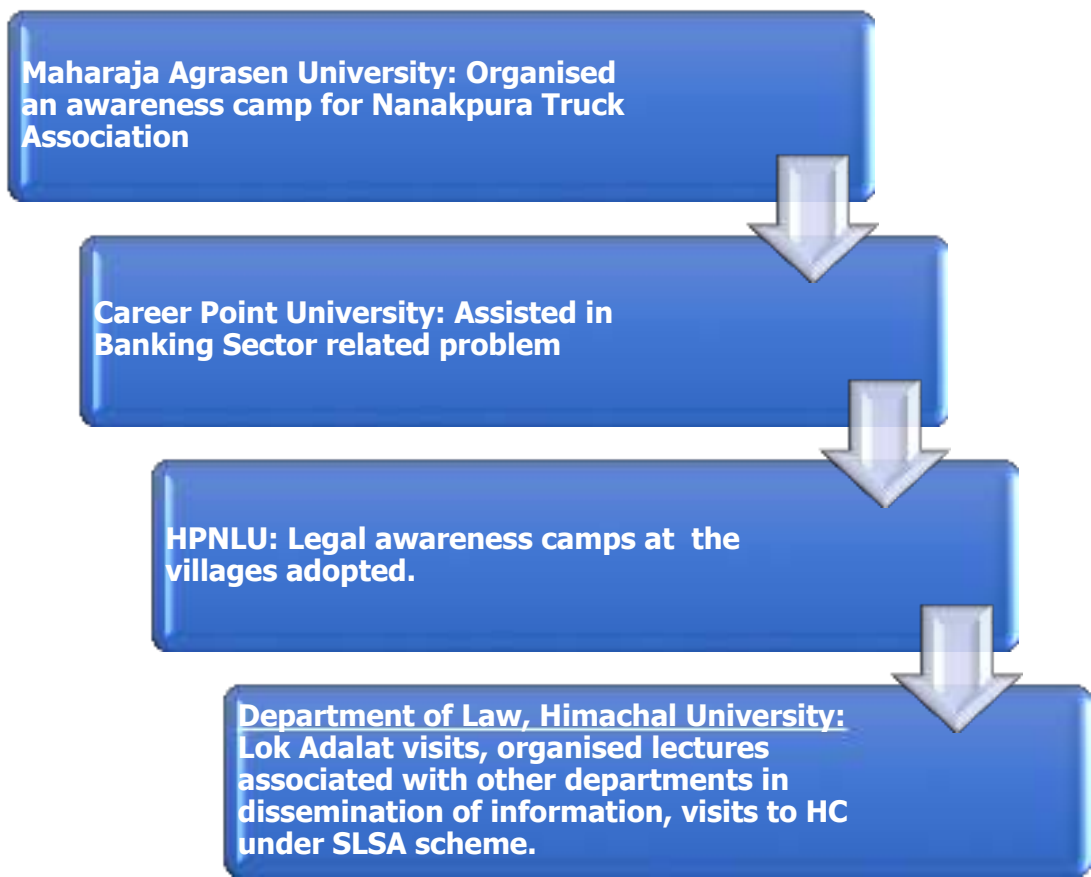 Maharaja Agrasen University: Organised
an awareness camp for Nanakpura Truck
Association
Career Point University: Assisted in
Banking Sector related problem
HPNLU: Legal awareness camps at the
villages adopted.
Department of Law, Himachal University:
Lok Adalat visits, organised lectures
associated with other departments in
dissemination of information, visits to HC
under SLSA scheme.